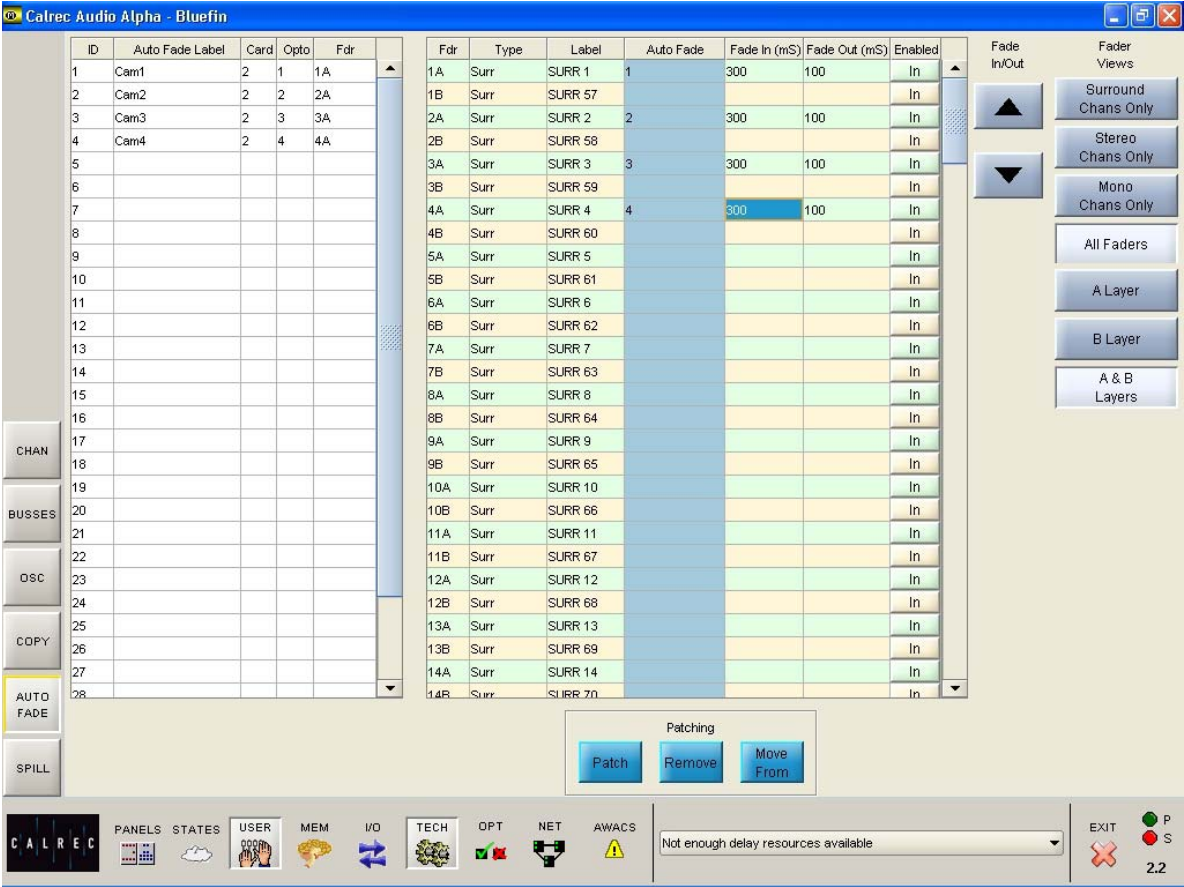 Calrec Audio Alpha - Bluefin
ID Auto Fade Label Card Opto Fdr
1 Cam1 2 1 1A
2 Cam2 2 2 2A
3 Cam3 2 3 3A
4 Cam4 2 4 4A
5
6
7
8
9
10
11
12
13
14
15
16
17
18
19
20
21
22
23
24
25
26
27
28
Fdr Type Label Auto Fade Fade In (mS) Fade Out (mS) Enabled
1A Surr SURR 1 1 300 100 In
1B Surr SURR 57 In
2A Surr SURR 2 2 300 100 In
2B Surr SURR 58 In
3A Surr SURR 3 3 300 100 In
3B Surr SURR 59 In
4A Surr SURR 4 4 300 100 In
4B Surr SURR 60 In
5A Surr SURR 5 In
5B Surr SURR 61 In
6A Surr SURR 6 In
6B Surr SURR 62 In
7A Surr SURR 7 In
7B Surr SURR 63 In
8A Surr SURR 8 In
8B Surr SURR 64 In
9A Surr SURR 9 In
9B Surr SURR 65 In
10A Surr SURR 10 In
10B Surr SURR 66 In
11A Surr SURR 11 In
11B Surr SURR 67 In
12A Surr SURR 12 In
12B Surr SURR 68 In
13A Surr SURR 13 In
13B Surr SURR 69 In
14A Surr SURR 14 In
14B Surr SURR 70 In
Fade
In/Out
Fader
Views
Surround
Chans Only
Stereo
Chans Only
Mono
Chans Only
All Faders
A Layer
B Layer
A & B
Layers
CHAN
BUSSES
OSC
COPY
AUTO
FADE
SPILL
Patching
Patch
Remove
Move
From
CALREC
PANELS STATES USER MEM I/O TECH OPT NET AWACS
Not enough delay resources available
EXIT
P
S
2.2